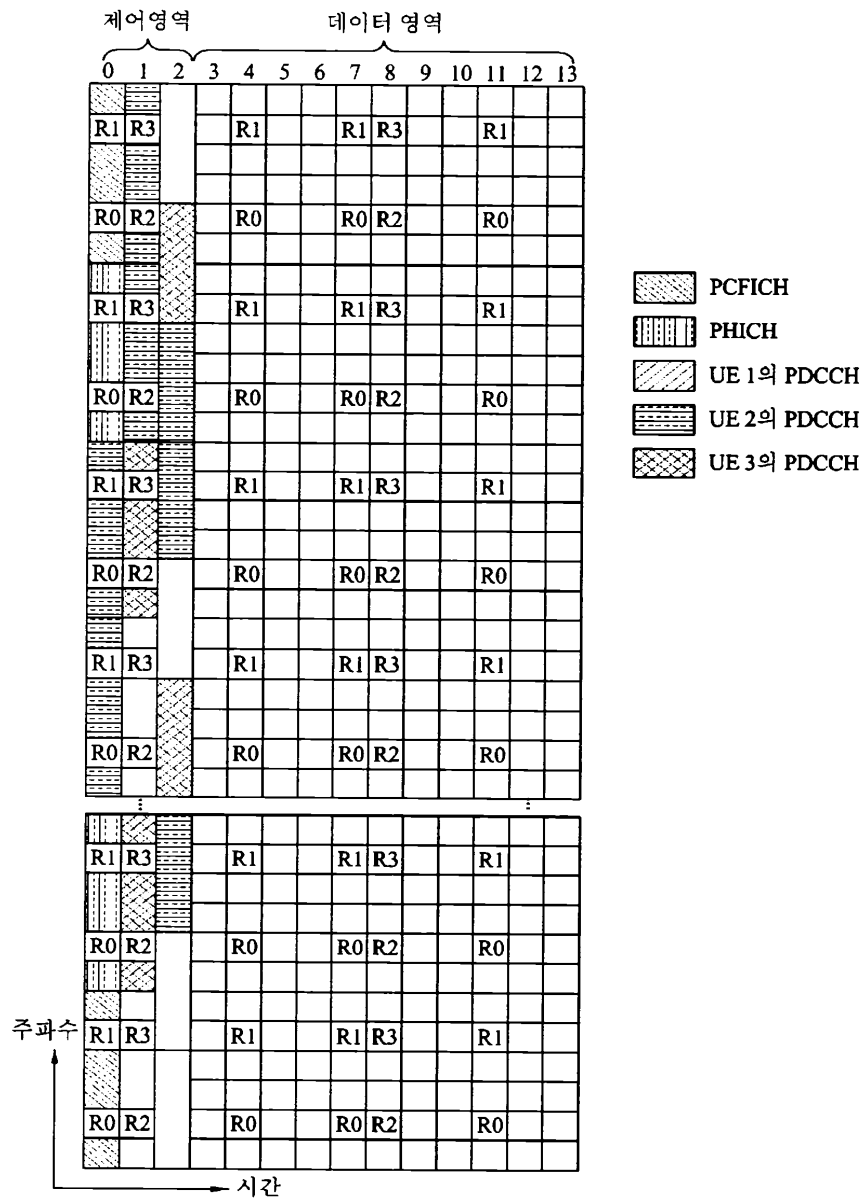 제어영역 데이터 영역
0 1 2 3 4 5 6 7 8 9 10 11 12 13
R1 R3 R1 R1 R3 R1
R0 R2 R0 R0 R2 R0
R1 R3 R1 R1 R3 R1
R0 R2 R0 R0 R2 R0
R1 R3 R1 R1 R3 R1
R0 R2 R0 R0 R2 R0
R1 R3 R1 R1 R3 R1
R0 R2 R0 R0 R2 R0
R1 R3 R1 R1 R3 R1
R0 R2 R0 R0 R2 R0
R1 R3 R1 R1 R3 R1
R0 R2 R0 R0 R2 R0
주파수
시간
PCFICH
PHICH
UE 1의 PDCCH
UE 2의 PDCCH
UE 3의 PDCCH